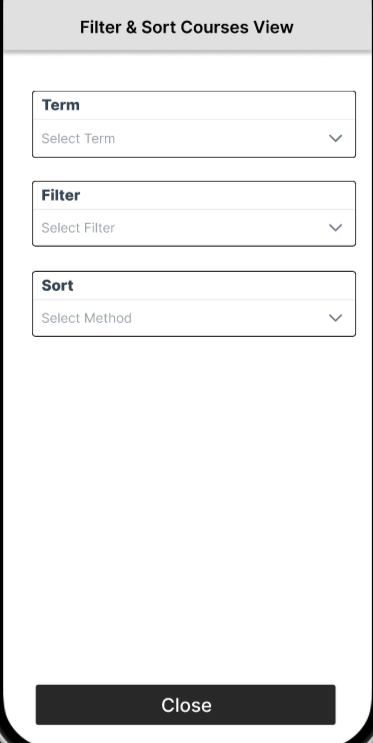 Filter & Sort Courses View
Term
Select Term
Filter
Select Filter
Sort
Select Method
Close